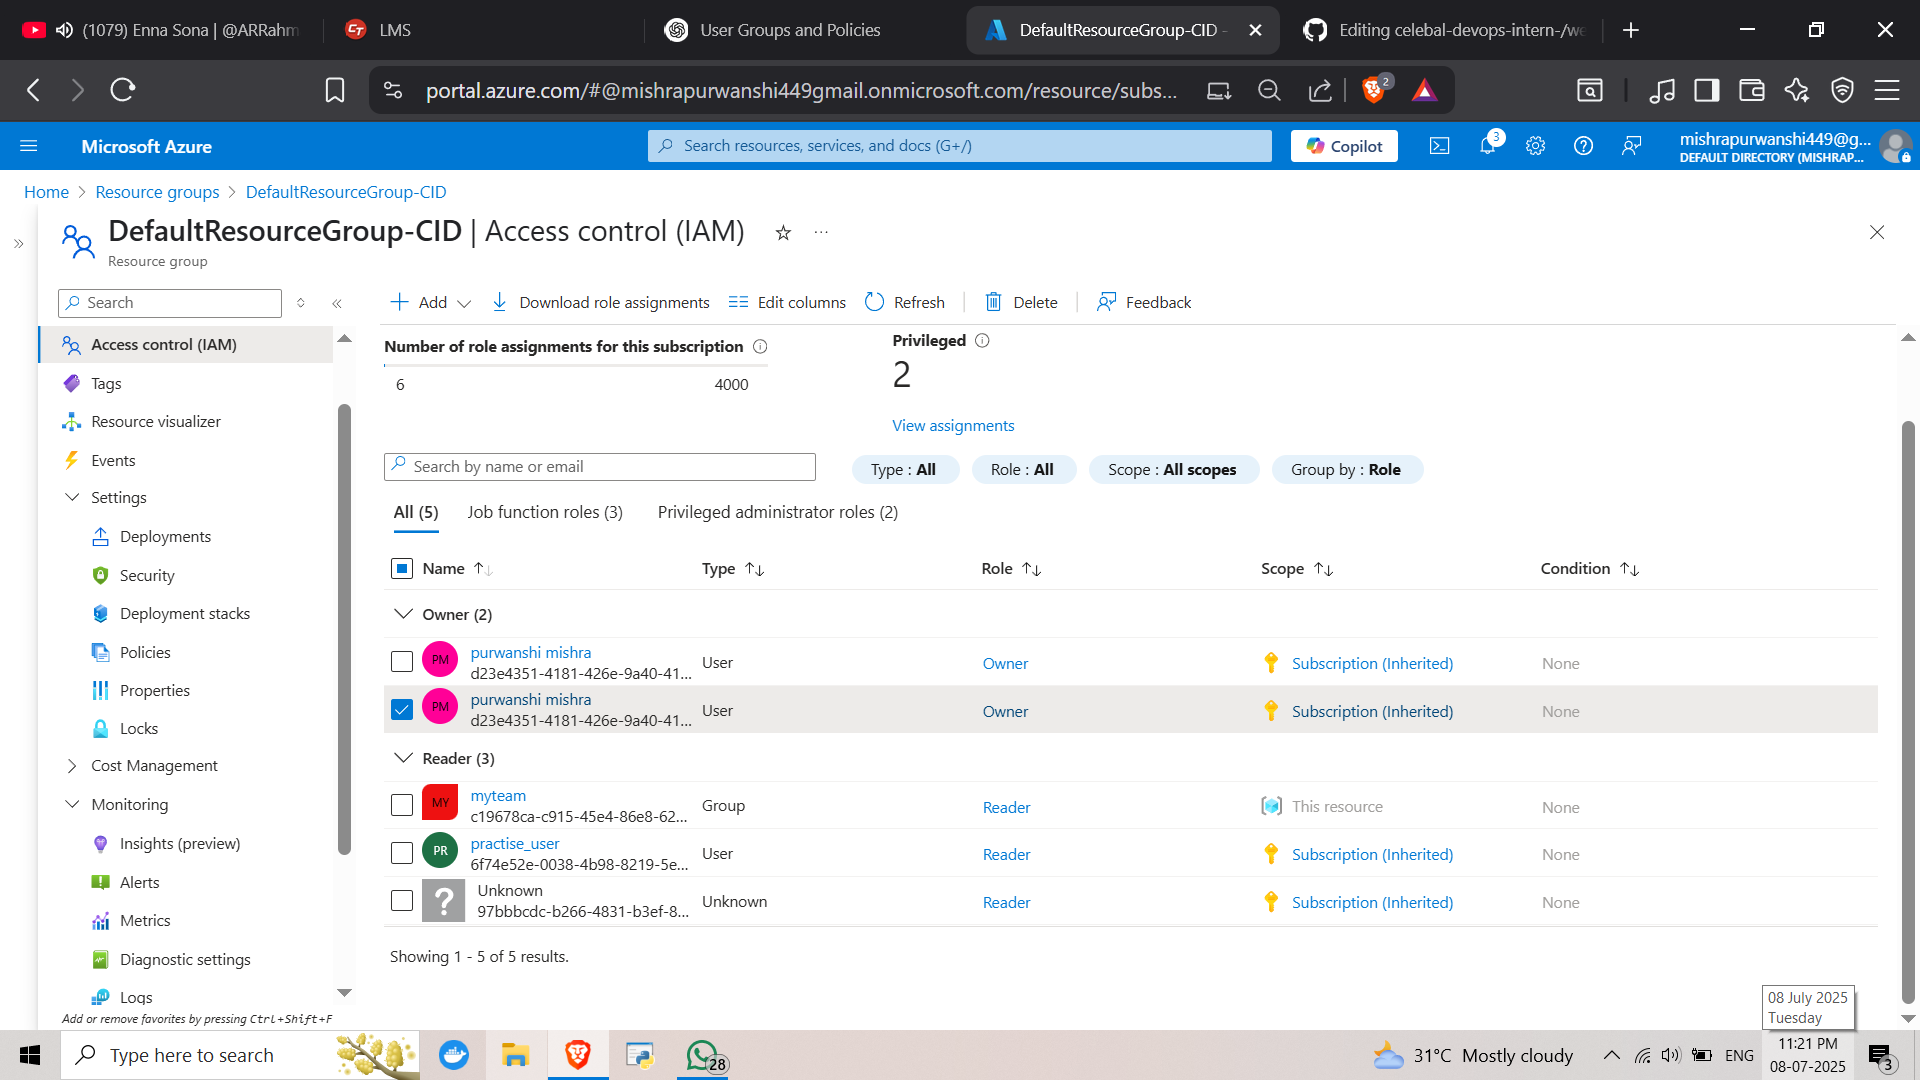 (1079) Enna Sona | @ARRahm
LMS
User Groups and Policies
DefaultResourceGroup-CID -
Editing celebal-devops-intern-/we
portal.azure.com/#@mishrapurwanshi449gmail.onmicrosoft.com/resource/subs...
2
Microsoft Azure
Search resources, services, and docs (G+/)
Copilot
3
mishrapurwanshi449@g...
DEFAULT DIRECTORY (MISHRAP...
Home > Resource groups > DefaultResourceGroup-CID
DefaultResourceGroup-CID | Access control (IAM)
Resource group
Search
Add
Download role assignments
Edit columns
Refresh
Delete
Feedback
Access control (IAM)
Tags
Resource visualizer
Events
Settings
Deployments
Security
Deployment stacks
Policies
Properties
Locks
Cost Management
Monitoring
Insights (preview)
Alerts
Metrics
Diagnostic settings
Logs
Add or remove favorites by pressing Ctrl+Shift+F
Number of role assignments for this subscription
6 4000
Privileged
2
View assignments
Search by name or email
Type : All
Role : All
Scope : All scopes
Group by : Role
All (5) Job function roles (3) Privileged administrator roles (2)
Name Type Role Scope Condition
Owner (2)
PM purwanshi mishra
d23e4351-4181-426e-9a40-41... User Owner Subscription (Inherited) None
PM purwanshi mishra
d23e4351-4181-426e-9a40-41... User Owner Subscription (Inherited) None
Reader (3)
MY myteam
c19678ca-c915-45e4-86e8-62... Group Reader This resource None
PR practise_user
6f74e52e-0038-4b98-8219-5e... User Reader Subscription (Inherited) None
? Unknown
97bbbcdc-b266-4831-b3ef-8... Unknown Reader Subscription (Inherited) None
Showing 1 - 5 of 5 results.
08 July 2025
Tuesday
Type here to search
28
31°C Mostly cloudy
ENG
11:21 PM
08-07-2025
3